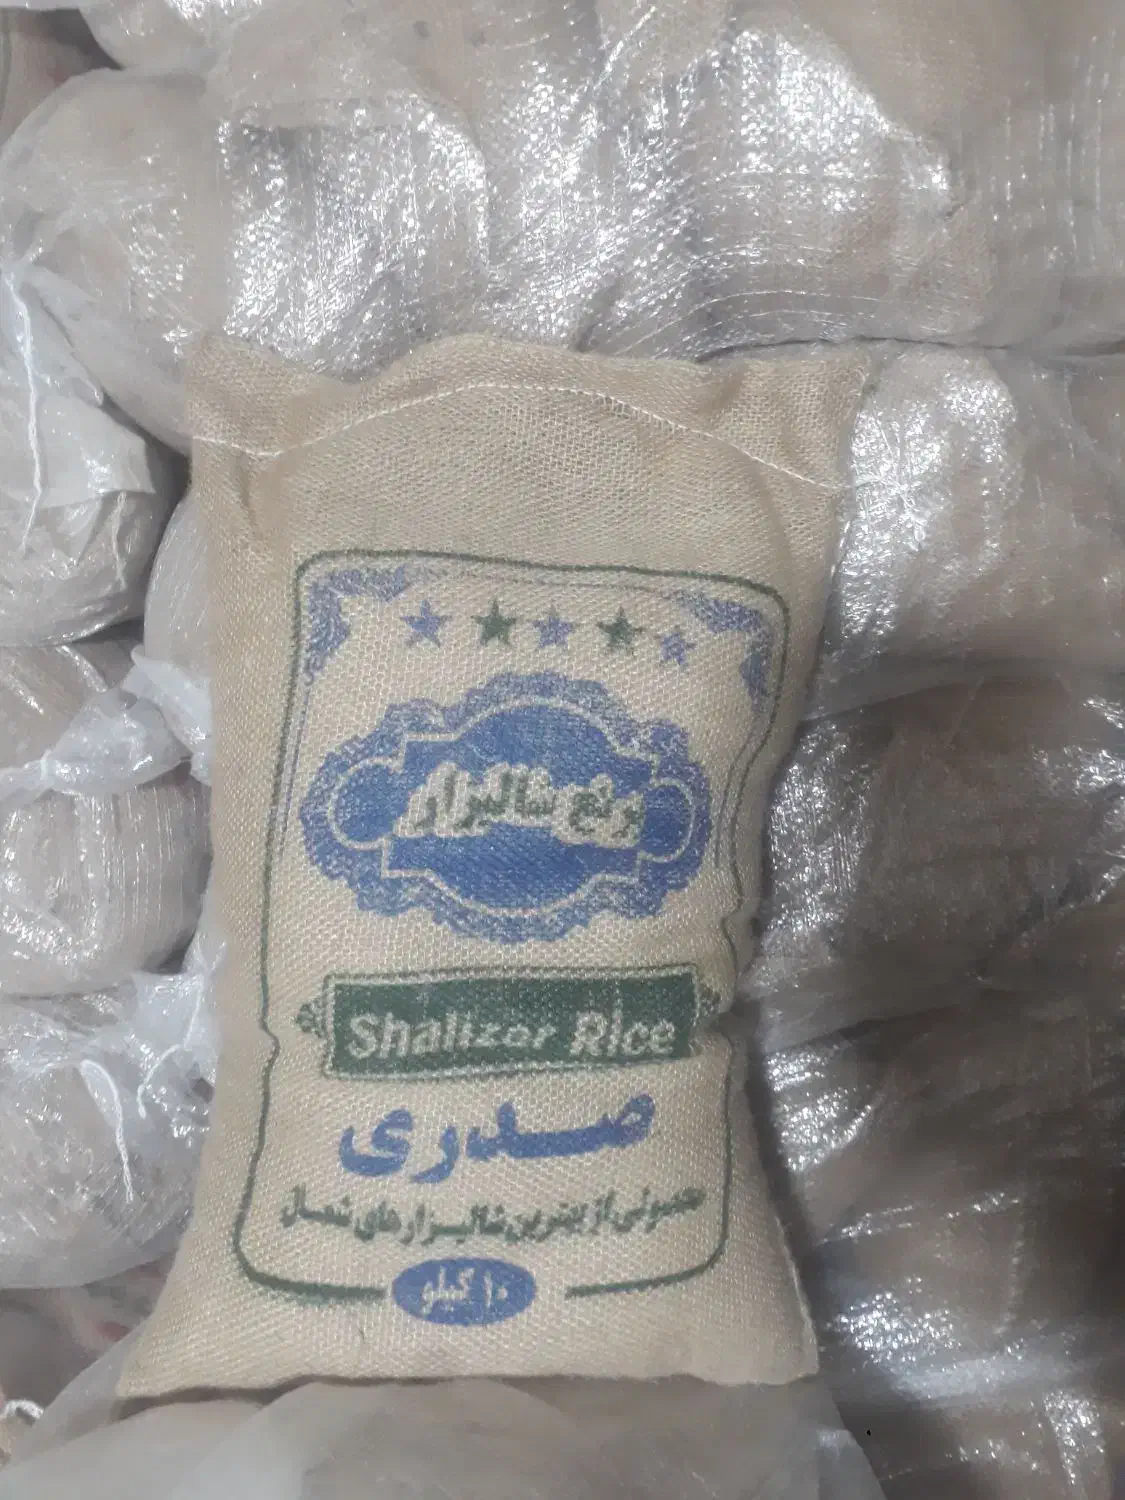 برنج شالیزار
Shalizar Rice
صدری
محصولی از بهترین شالیزارهای شمال
۱۰ کیلو